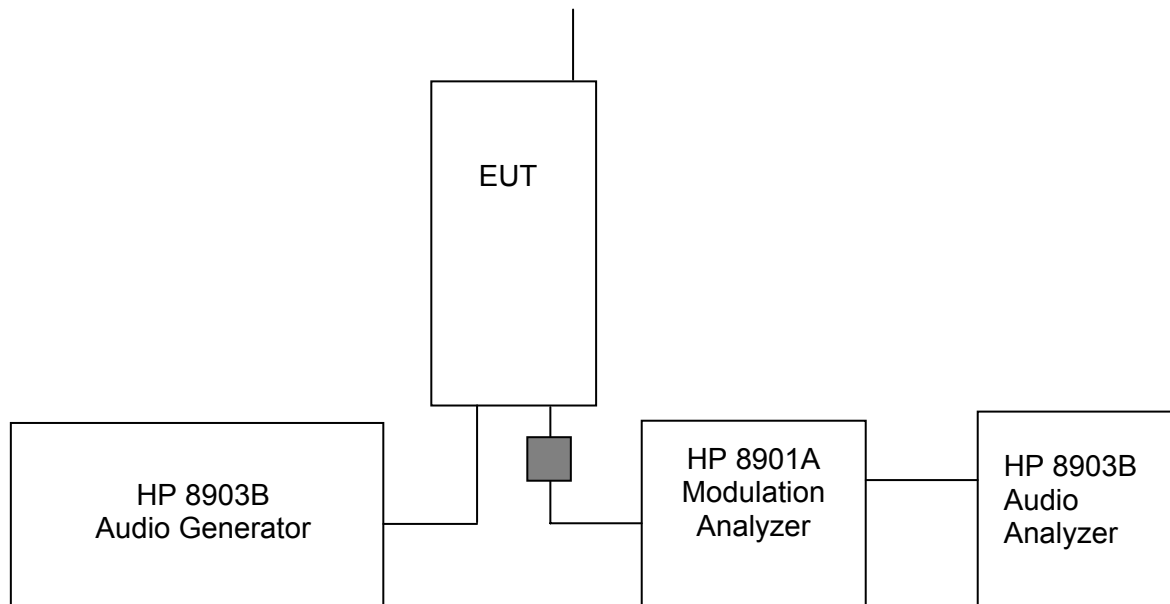 EUT
HP 8903B
Audio Generator
HP 8901A
Modulation
Analyzer
HP 8903B
Audio
Analyzer